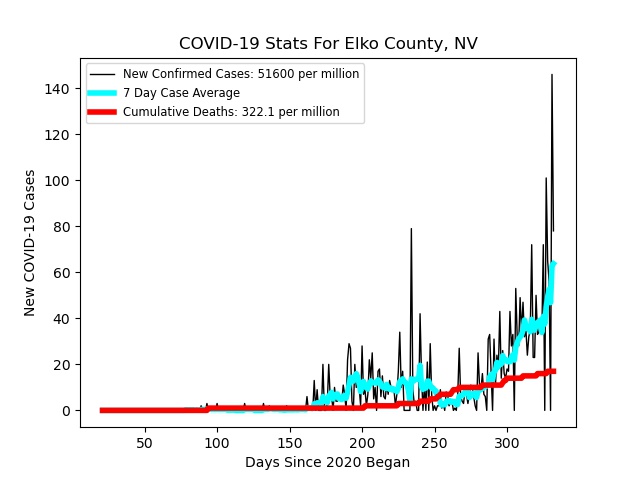 COVID-19 Stats For Elko County, NV
New Confirmed Cases: 51600 per million
7 Day Case Average
Cumulative Deaths: 322.1 per million
New COVID-19 Cases
140
120
100
80
60
40
20
0
50 100 150 200 250 300
Days Since 2020 Began